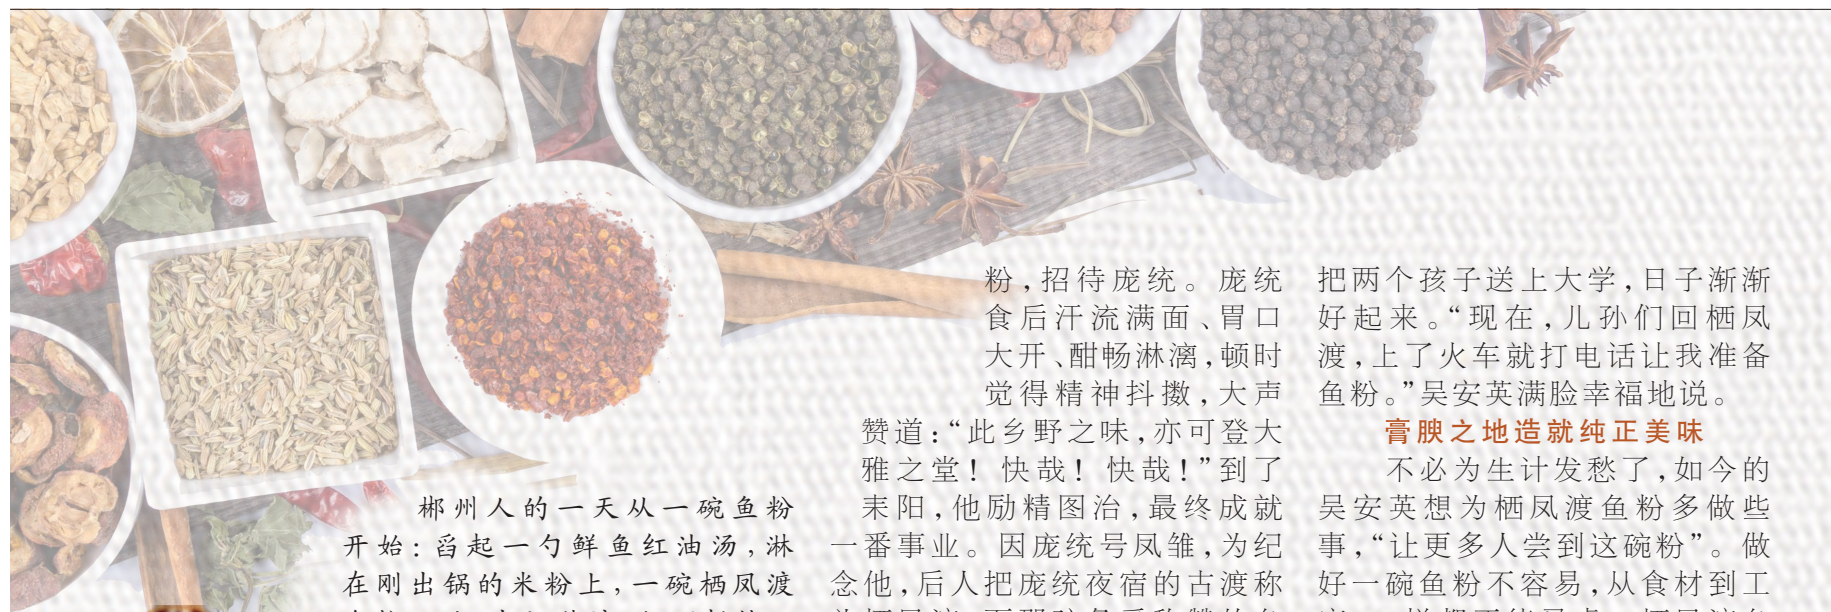 郴州人的一天从一碗鱼粉
开始：舀起一勺鲜鱼红油汤，淋
在刚出锅的米粉上，一碗栖凤渡
粉，招待庞统。庞统
食后汗流满面、胃口
大开、酣畅淋漓，顿时
觉得精神抖擞，大声
赞道：“此乡野之味，亦可登大
雅之堂！快哉！快哉！”到了
耒阳，他励精图治，最终成就
一番事业。因庞统号凤雏，为纪
念他，后人把庞统夜宿的古渡称
把两个孩子送上大学，日子渐渐
好起来。“现在，儿孙们回栖凤
渡，上了火车就打电话让我准备
鱼粉。”吴安英满脸幸福地说。
膏腴之地造就纯正美味
不必为生计发愁了，如今的
吴安英想为栖凤渡鱼粉多做些
事，“让更多人尝到这碗粉”。做
好一碗鱼粉不容易，从食材到工